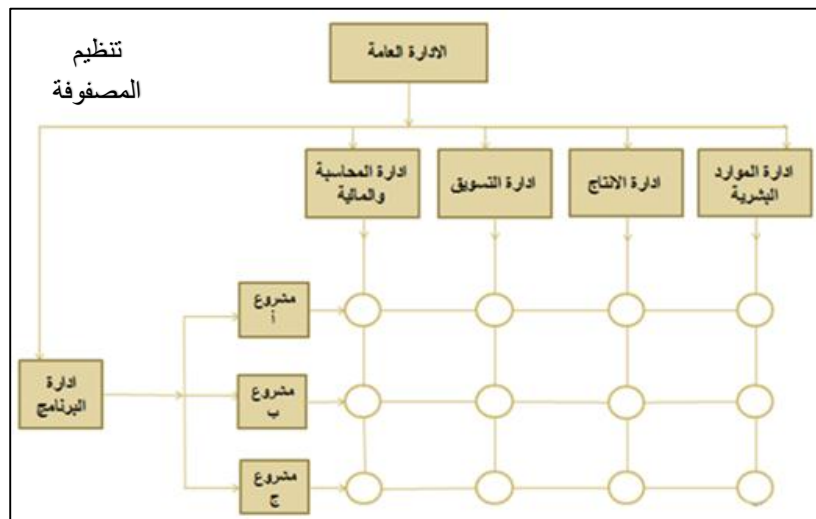 تنظيم
المصفوفة
الادارة العامة
ادارة الموارد
البشرية
ادارة الانتاج
ادارة التسويق
ادارة المحاسبة
والمالية
مشروع
أ
مشروع
ب
مشروع
ج
ادارة
البرنامج